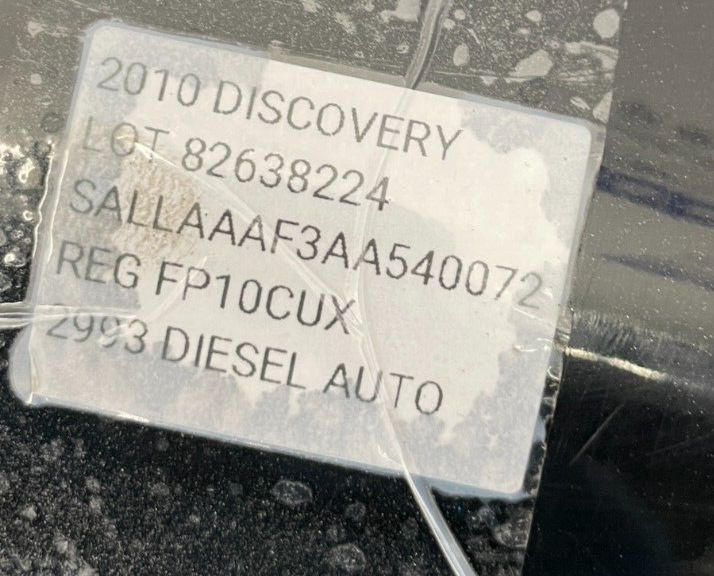 2010 DISCOVERY
LOT 82638224
SALLAAAF3AA540072
REG FP10CUX
2993 DIESEL AUTO